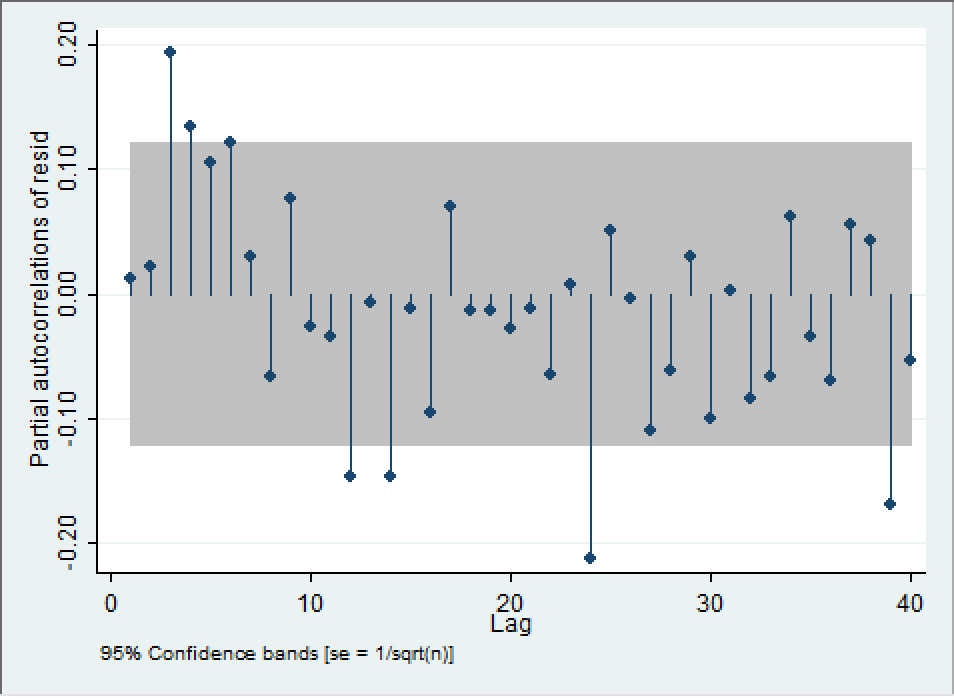 Partial autocorrelations of resid
0.20
0.10
0.00
-0.10
-0.20
0 10 20 30 40
Lag
95% Confidence bands [se = 1/sqrt(n)]